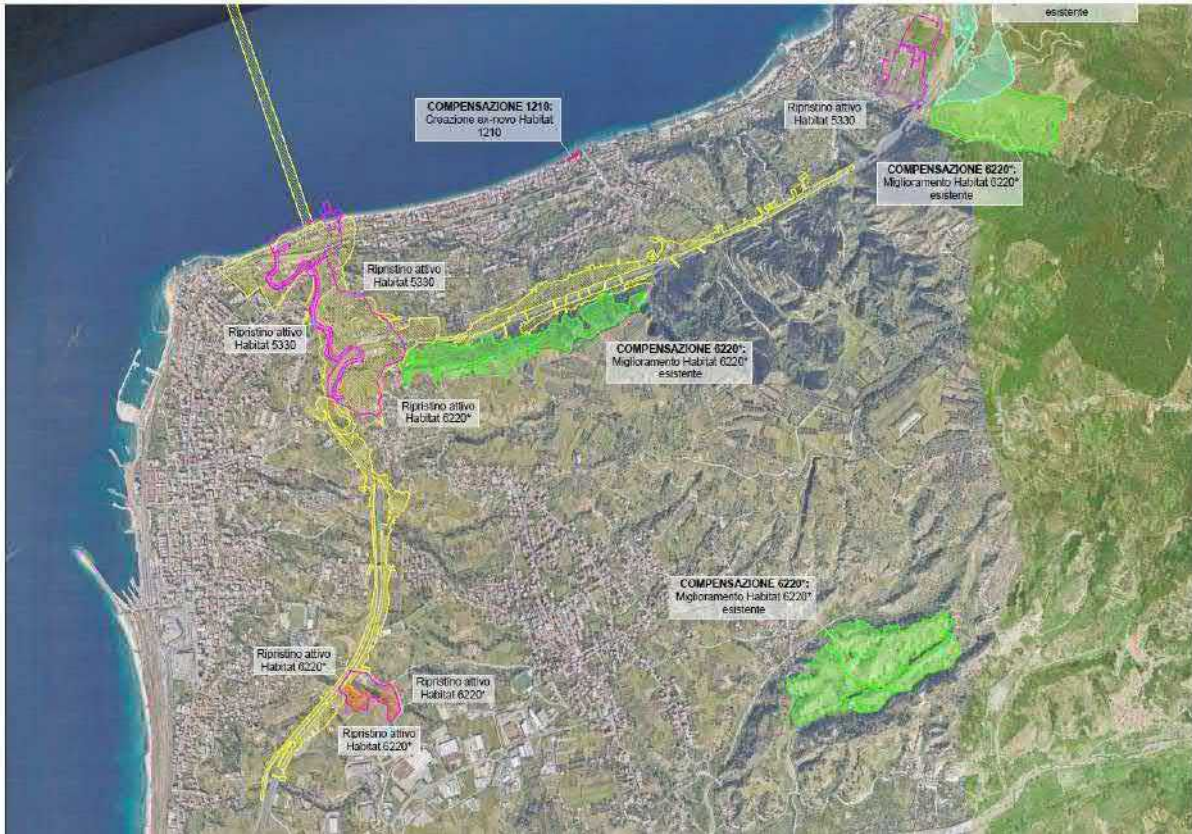 esistente
COMPENSAZIONE 1210:
Creazione ex-novo Habitat
1210
Ripristino attivo
Habitat 5330
COMPENSAZIONE 6220*:
Miglioramento Habitat 6220*
esistente
Ripristino attivo
Habitat 5330
Ripristino attivo
Habitat 5330
COMPENSAZIONE 6220*:
Miglioramento Habitat 6220*
esistente
Ripristino attivo
Habitat 6220*
COMPENSAZIONE 6220*:
Miglioramento Habitat 6220*
esistente
Ripristino attivo
Habitat 6220*
Ripristino attivo
Habitat 6220*
Ripristino attivo
Habitat 6220*